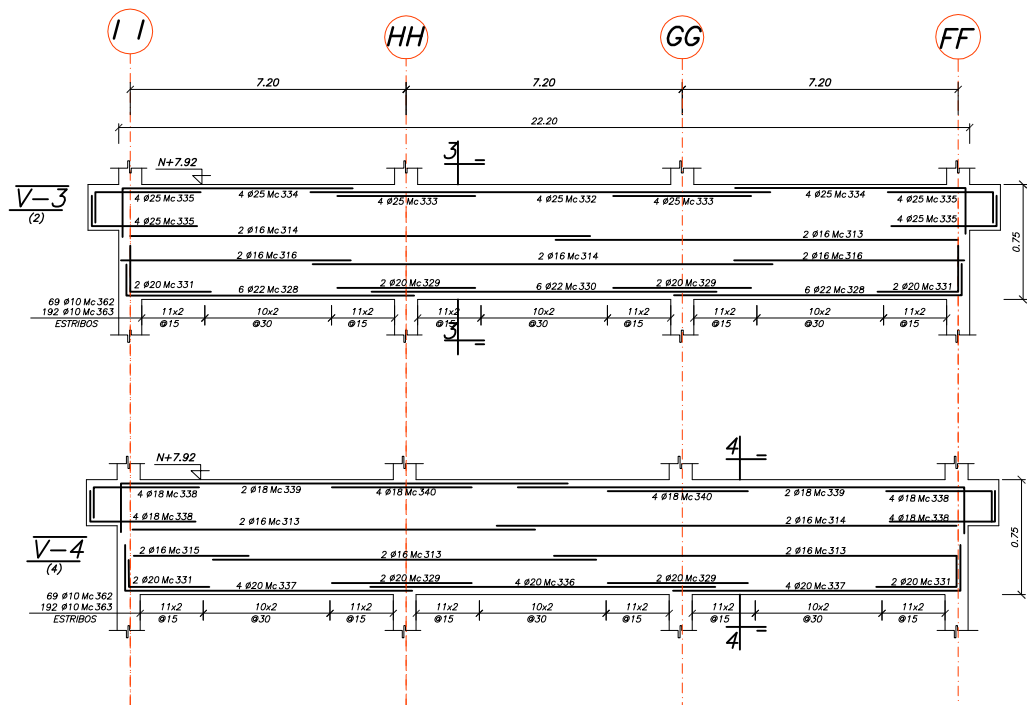 I I HH GG FF
7.20 7.20 7.20
22.20
3
N+7.92
V-3
(2)
4 Ø25 Mc 334 4 Ø25 Mc 334
4 Ø25 Mc 335 4 Ø25 Mc 333 4 Ø25 Mc 332 4 Ø25 Mc 333 4 Ø25 Mc 335
4 Ø25 Mc 335 4 Ø25 Mc 335
2 Ø16 Mc 314 2 Ø16 Mc 313
0.75
2 Ø16 Mc 316 2 Ø16 Mc 314 2 Ø16 Mc 316
2 Ø20 Mc 331 2 Ø20 Mc 329 2 Ø20 Mc 329 2 Ø20 Mc 331
6 Ø22 Mc 328 6 Ø22 Mc 330 6 Ø22 Mc 328
69 Ø10 Mc 362
192 Ø10 Mc 363
ESTRIBOS
11x2 10x2 11x2 11x2 10x2 11x2 11x2 10x2 11x2
@15 @30 @15 @15 @30 @15 @15 @30 @15
3
4
N+7.92
V-4
(4)
4 Ø18 Mc 338 2 Ø18 Mc 339 4 Ø18 Mc 340 4 Ø18 Mc 340 2 Ø18 Mc 339 4 Ø18 Mc 338
4 Ø18 Mc 338 4 Ø18 Mc 338
2 Ø16 Mc 313 2 Ø16 Mc 314
0.75
2 Ø16 Mc 315 2 Ø16 Mc 313 2 Ø16 Mc 313
2 Ø20 Mc 331 2 Ø20 Mc 329 2 Ø20 Mc 329 2 Ø20 Mc 331
4 Ø20 Mc 337 4 Ø20 Mc 336 4 Ø20 Mc 337
69 Ø10 Mc 362
192 Ø10 Mc 363
ESTRIBOS
11x2 10x2 11x2 11x2 10x2 11x2 11x2 10x2 11x2
@15 @30 @15 @15 @30 @15 @15 @30 @15
4